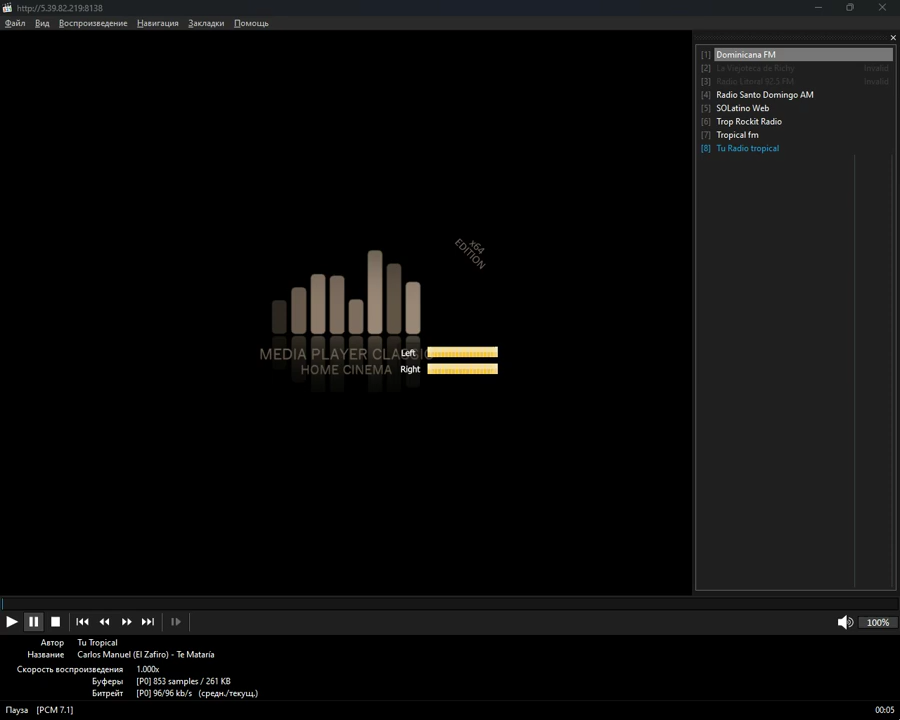 http://5.39.82.219:8138
Файл Вид Воспроизведение Навигация Закладки Помощь
[1] Dominicana FM
[2] La Viejoteca de Richy Invalid
[3] Radio Literal 92.5 FM Invalid
[4] Radio Santo Domingo AM
[5] SOLatino Web
[6] Trop Rockit Radio
[7] Tropical fm
[8] Tu Radio tropical
x64
EDITION
MEDIA PLAYER CLASSIC
HOME CINEMA
Left
Right
100%
Автор Tu Tropical
Название Carlos Manuel (El Zafiro) - Te Mataría
Скорость воспроизведения 1.000x
Буферы [P0] 853 samples / 261 KB
Битрейт [P0] 96/96 kb/s (средн./текущ.)
Пауза [PCM 7.1] 00:05